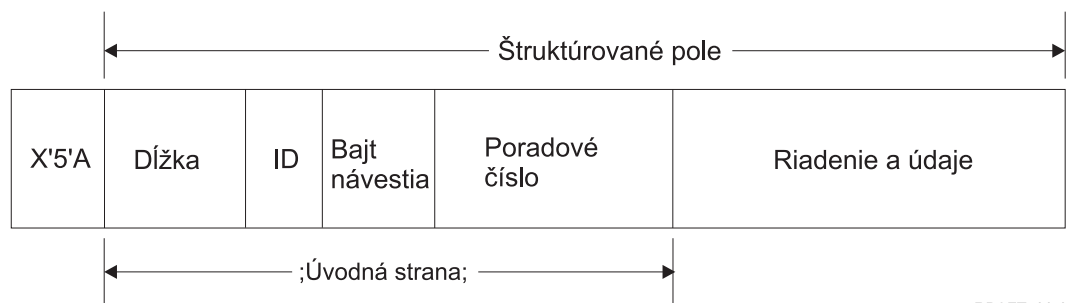 Štruktúrované pole
X'5'A
Dĺžka
ID
Bajt
návestia
Poradové
číslo
Riadenie a údaje
;Úvodná strana;